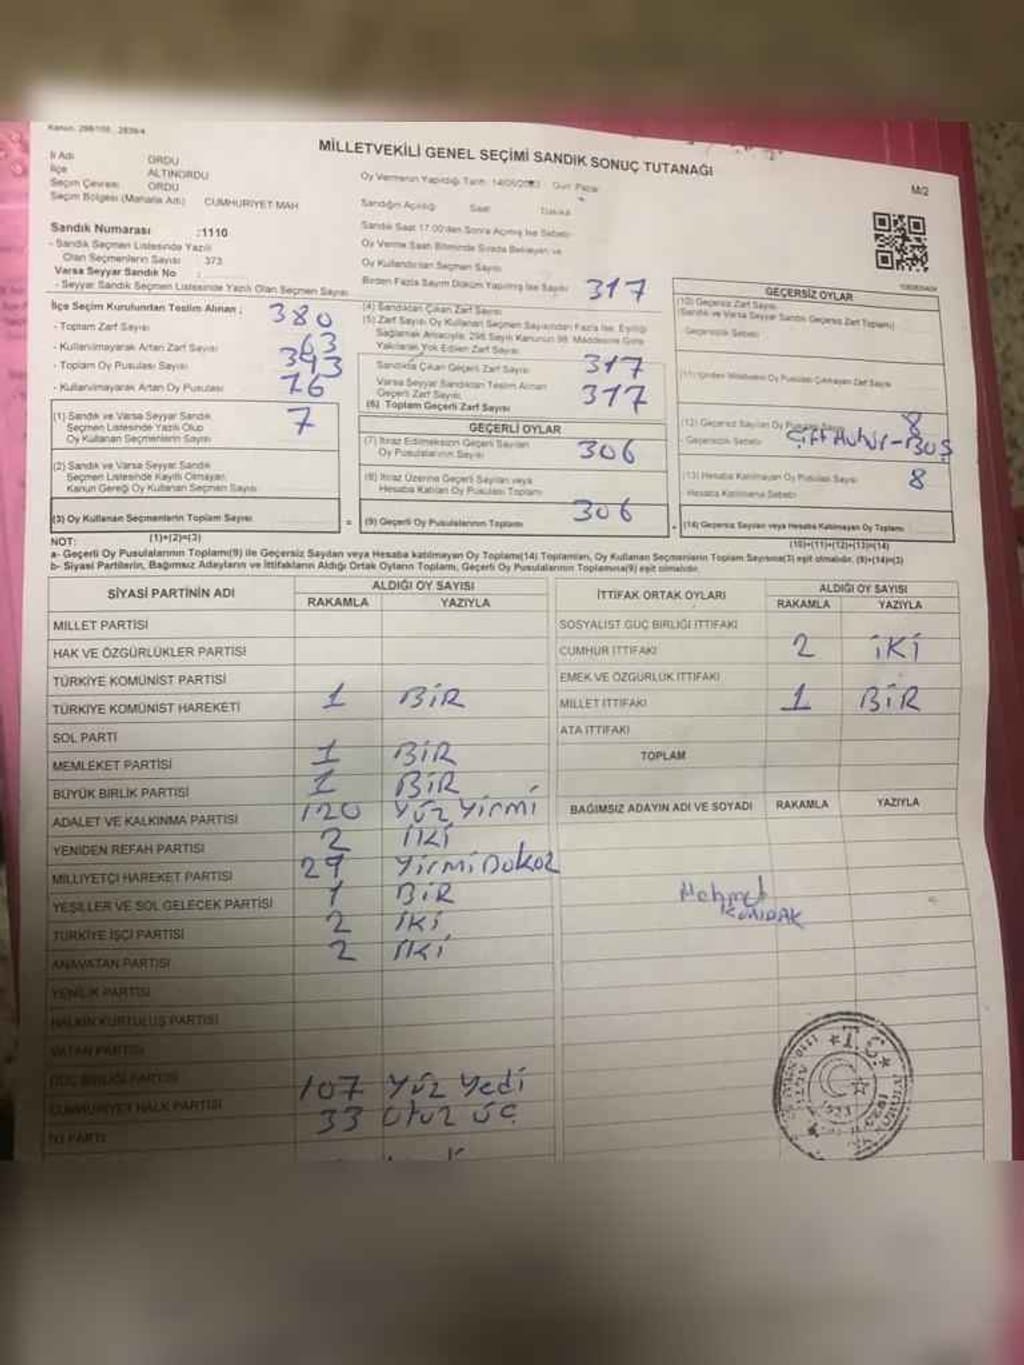 Kanun: 298/105, 2839/4
MİLLETVEKİLİ GENEL SEÇİMİ SANDIK SONUÇ TUTANAĞI
M/2
İl Adı ORDU
İlçe ALTINORDU
Seçim Çevresi ORDU
Seçim Bölgesi (Mahalle Adı) CUMHURİYET MAH
Oy Vermenin Yapıldığı Tarih: 14/05/2023 Gün: Pazar
Sandığın Açıldığı Saat Dakika
Sandık Numarası :1110
- Sandık Seçmen Listesinde Yazılı
Olan Seçmenlerin Sayısı 373
Varsa Seyyar Sandık No :
- Seyyar Sandık Seçmen Listesinde Yazılı Olan Seçmen Sayısı
Sandık Saat 17.00'den Sonra Açılmış İse Sebebi
Oy Verme Saati Bitiminde Sırada Bekleyen ve
Oy Kullandırılan Seçmen Sayısı
Birden Fazla Sayım Döküm Yapılmış İse Sayısı
İlçe Seçim Kurulundan Teslim Alınan :
- Toplam Zarf Sayısı 380
- Kullanılmayarak Artan Zarf Sayısı 63
- Toplam Oy Pusulası Sayısı 393
- Kullanılmayarak Artan Oy Pusulası 76
(1) Sandık ve Varsa Seyyar Sandık
Seçmen Listesinde Yazılı Olup
Oy Kullanan Seçmenlerin Sayısı 7
(2) Sandık ve Varsa Seyyar Sandık
Seçmen Listesinde Kayıtlı Olmayan,
Kanun Gereği Oy Kullanan Seçmen Sayısı
(3) Oy Kullanan Seçmenlerin Toplam Sayısı
(1)+(2)=(3)
(4) Sandıktan Çıkan Zarf Sayısı 317
(5) Zarf Sayısı Oy Kullanan Seçmen Sayısından Fazla İse, Eşitliği
Sağlamak Amacıyla; 298 Sayılı Kanunun 98. Maddesine Göre
Yakılarak Yok Edilen Zarf Sayısı
Sandıkta Çıkan Geçerli Zarf Sayısı 317
Varsa Seyyar Sandıktan Teslim Alınan
Geçerli Zarf Sayısı
(6) Toplam Geçerli Zarf Sayısı 317
GEÇERLİ OYLAR
(7) İtiraz Edilmeksizin Geçerli Sayılan
Oy Pusulalarının Sayısı 306
(8) İtiraz Üzerine Geçerli Sayılan veya
Hesaba Katılan Oy Pusulası Toplamı
= (9) Geçerli Oy Pusulalarının Toplamı 306
GEÇERSİZ OYLAR
(10) Geçersiz Zarf Sayısı
(Sandık ve Varsa Seyyar Sandık Geçersiz Zarf Toplamı)
Geçersizlik Sebebi
(12) Geçersiz Sayılan Oy Pusulası Sayısı 8
- Geçersizlik Sebebi Çift Mühür-BOŞ
(13) Hesaba Katılmayan Oy Pusulası Sayısı 8
Hesaba Katılmama Sebebi
+ (14) Geçersiz Sayılan veya Hesaba Katılmayan Oy Toplamı
(10)+(11)+(12)+(13)=(14)
NOT:
a- Geçerli Oy Pusulalarının Toplamı(9) ile Geçersiz Sayılan veya Hesaba katılmayan Oy Toplamı(14) Toplamları, Oy Kullanan Seçmenlerin Toplam Sayısına(3) eşit olmalıdır. (9)+(14)=(3)
b- Siyasi Partilerin, Bağımsız Adayların ve İttifakların Aldığı Ortak Oyların Toplamı, Geçerli Oy Pusulalarının Toplamına(9) eşit olmalıdır.
SİYASİ PARTİNİN ADI ALDIĞI OY SAYISI
RAKAMLA YAZIYLA
MİLLET PARTİSİ
HAK VE ÖZGÜRLÜKLER PARTİSİ
TÜRKİYE KOMÜNİST PARTİSİ
TÜRKİYE KOMÜNİST HAREKETİ 1 BİR
SOL PARTİ
MEMLEKET PARTİSİ 1 BİR
BÜYÜK BİRLİK PARTİSİ 1 BİR
ADALET VE KALKINMA PARTİSİ 120 Yüz Yirmi
YENİDEN REFAH PARTİSİ 2 İKİ
MİLLİYETÇİ HAREKET PARTİSİ 29 Yirmi Dokoz
YEŞİLLER VE SOL GELECEK PARTİSİ 1 BİR
TÜRKİYE İŞÇİ PARTİSİ 2 İKİ
ANAVATAN PARTİSİ 2 İKİ
YENİLİK PARTİSİ
HALKIN KURTULUŞ PARTİSİ
VATAN PARTİSİ
GÜÇ BİRLİĞİ PARTİSİ
CUMHURİYET HALK PARTİSİ 107 Yüz Yedi
İYİ PARTİ 33 Otuz Üç
İTTİFAK ORTAK OYLARI ALDIĞI OY SAYISI
RAKAMLA YAZIYLA
SOSYALİST GÜÇ BİRLİĞİ İTTİFAKI
CUMHUR İTTİFAKI 2 İKİ
EMEK VE ÖZGÜRLÜK İTTİFAKI
MİLLET İTTİFAKI 1 BİR
ATA İTTİFAKI
TOPLAM
BAĞIMSIZ ADAYIN ADI VE SOYADI RAKAMLA YAZIYLA
Mehmet
T.C.